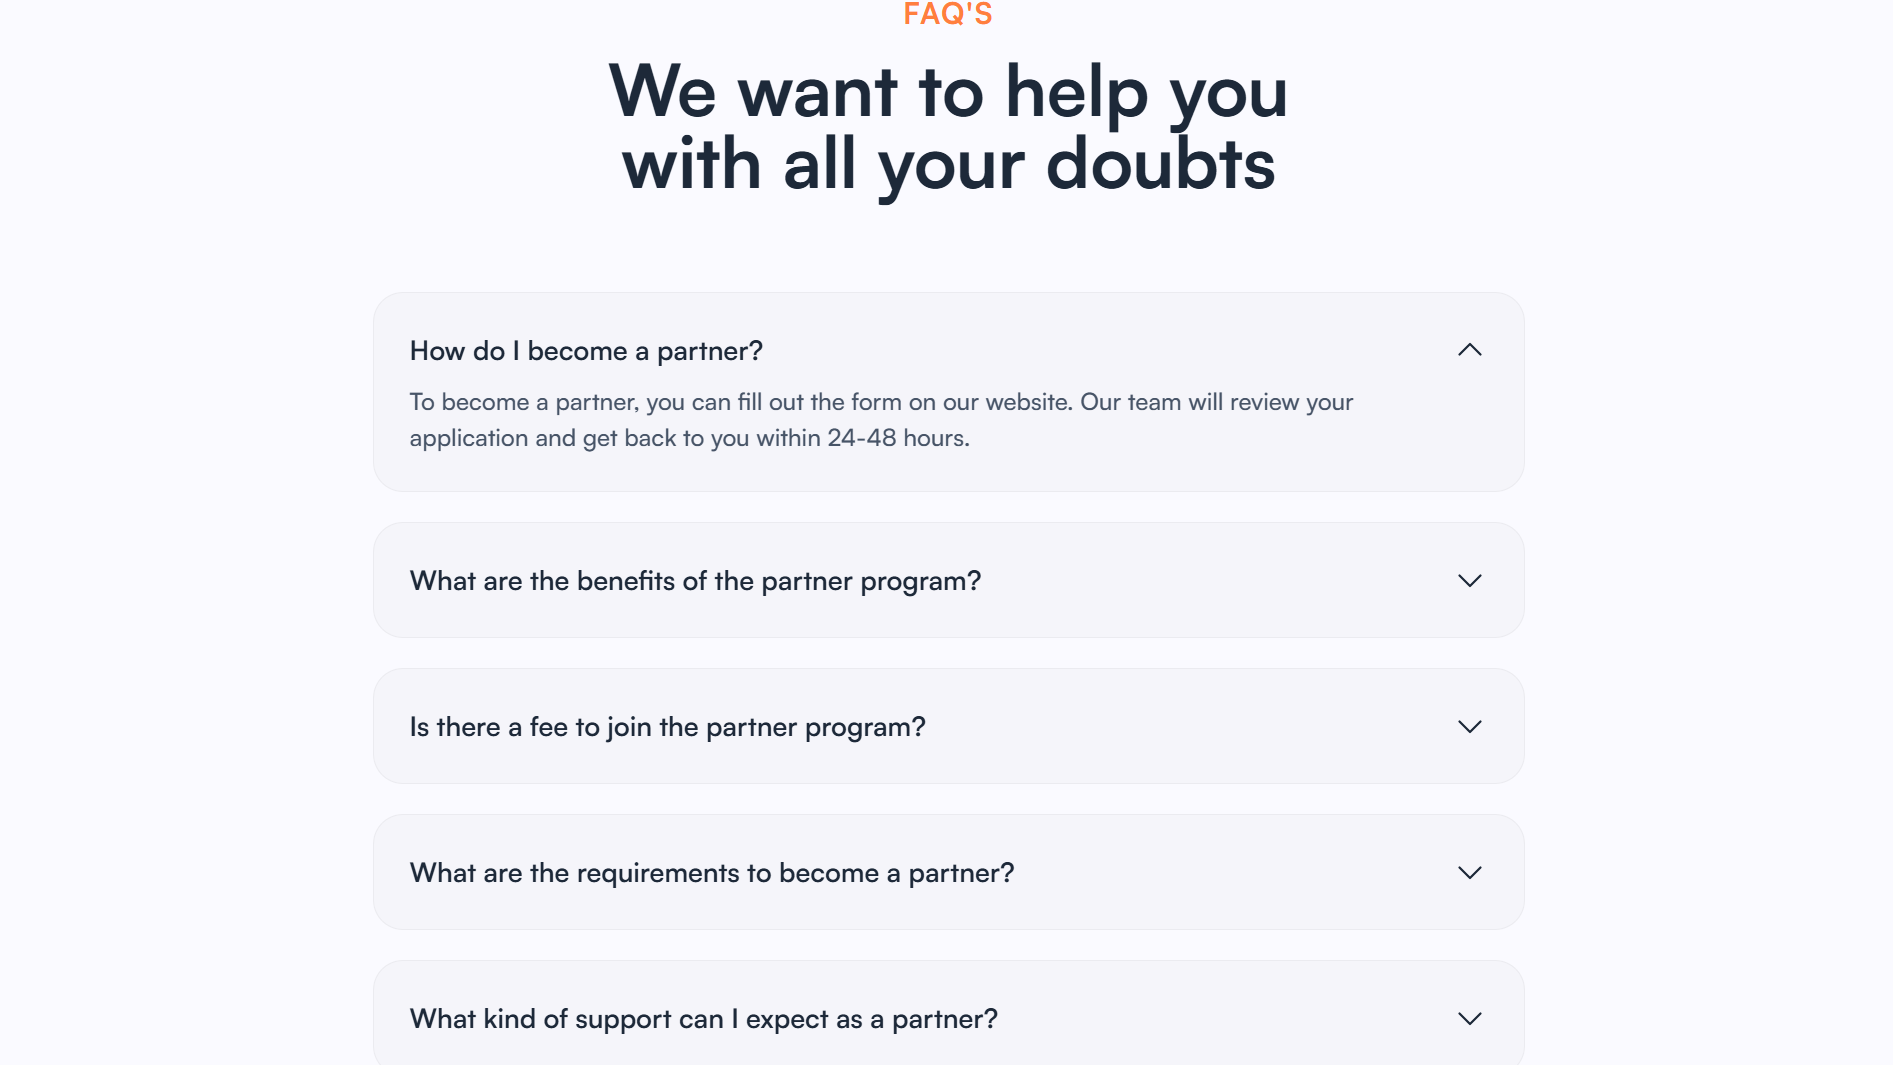 FAQ'S
We want to help you
with all your doubts
How do I become a partner?
To become a partner, you can fill out the form on our website. Our team will review your
application and get back to you within 24-48 hours.
What are the benefits of the partner program?
Is there a fee to join the partner program?
What are the requirements to become a partner?
What kind of support can I expect as a partner?